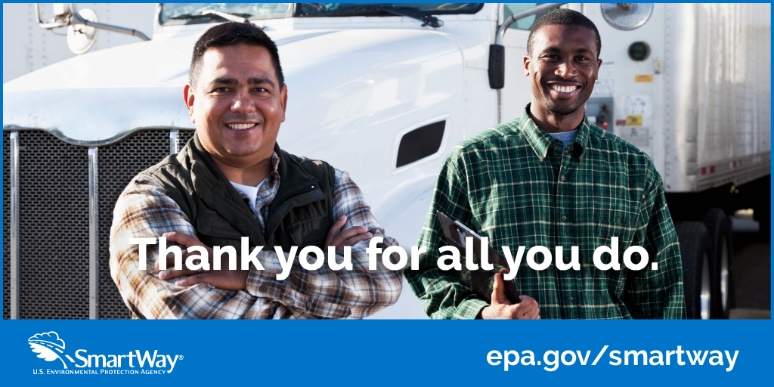 Thank you for all you do.
SmartWay®
U.S. Environmental Protection Agency
epa.gov/smartway